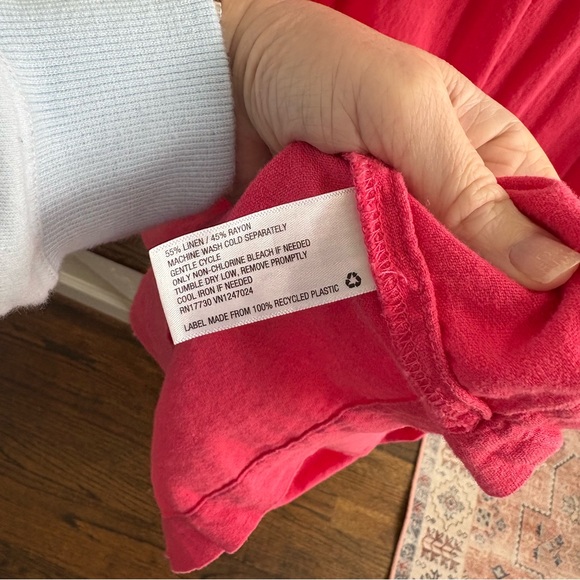 55% LINEN / 45% RAYON
MACHINE WASH COLD SEPARATELY
GENTLE CYCLE
ONLY NON-CHLORINE BLEACH IF NEEDED
TUMBLE DRY LOW, REMOVE PROMPTLY
COOL IRON IF NEEDED
RN17730 VN1247024
LABEL MADE FROM 100% RECYCLED PLASTIC